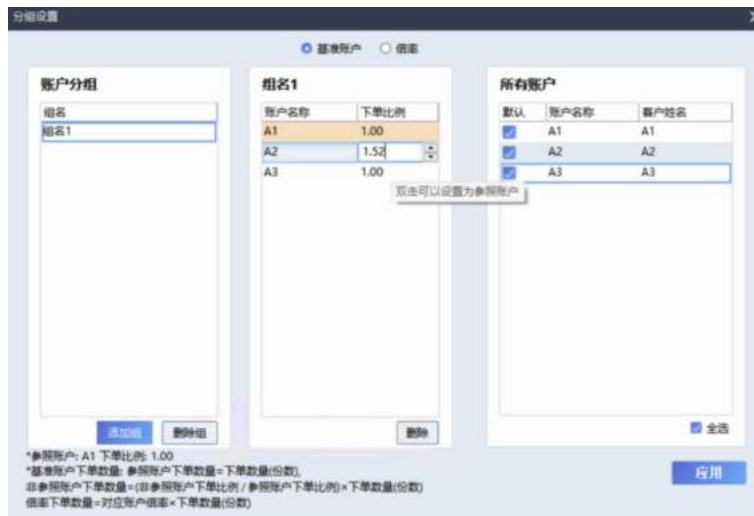 分组设置
基准账户 倍率
账户分组
组名
组名1
添加组 删除组
组名1
账户名称 下单比例
A1 1.00
A2 1.52
A3 1.00
双击可以设置为参照账户
删除
所有账户
默认 账户名称 客户姓名
A1 A1
A2 A2
A3 A3
全选
*参照账户: A1 下单比例: 1.00
*基准账户下单数量: 参照账户下单数量=下单数量(份数),
非参照账户下单数量=(非参照账户下单比例 / 参照账户下单比例)×下单数量(份数)
倍率下单数量=对应账户倍率×下单数量(份数)
应用